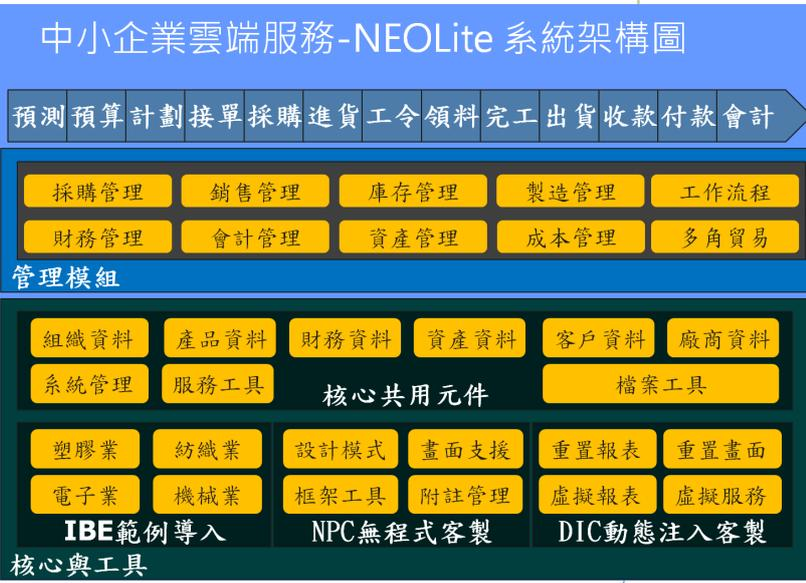 中小企業雲端服務-NEOLite 系統架構圖
預測 預算 計劃 接單 採購 進貨 工令 領料 完工 出貨 收款 付款 會計
採購管理 銷售管理 庫存管理 製造管理 工作流程
財務管理 會計管理 資產管理 成本管理 多角貿易
管理模組
組織資料 產品資料 財務資料 資產資料 客戶資料 廠商資料
系統管理 服務工具 核心共用元件 檔案工具
塑膠業 紡織業 設計模式 畫面支援 重置報表 重置畫面
電子業 機械業 框架工具 附註管理 虛擬報表 虛擬服務
IBE範例導入 NPC無程式客製 DIC動態注入客製
核心與工具